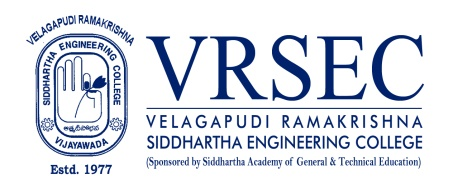 VELAGAPUDI RAMAKRISHNA
SIDDHARTHA ENGINEERING COLLEGE
VIJAYAWADA
Estd. 1977
VRSEC
VELAGAPUDI RAMAKRISHNA
SIDDHARTHA ENGINEERING COLLEGE
(Sponsored by Siddhartha Academy of General & Technical Education)